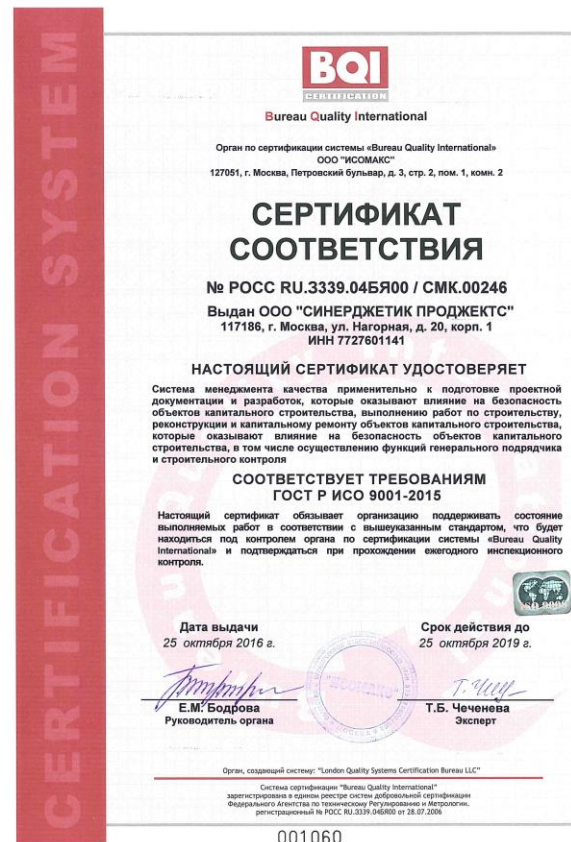 CERTIFICATION SYSTEM
BQI
CERTIFICATION
Bureau Quality International
Орган по сертификации системы «Bureau Quality International»
ООО "ИСОМАКС"
127051, г. Москва, Петровский бульвар, д. 3, стр. 2, пом. 1, комн. 2
СЕРТИФИКАТ
СООТВЕТСТВИЯ
№ РОСС RU.З339.04БЯ00 / СМК.00246
Выдан ООО "СИНЕРДЖЕТИК ПРОДЖЕКТС"
117186, г. Москва, ул. Нагорная, д. 20, корп. 1
ИНН 7727601141
НАСТОЯЩИЙ СЕРТИФИКАТ УДОСТОВЕРЯЕТ
Система менеджмента качества применительно к подготовке проектной
документации и разработок, которые оказывают влияние на безопасность
объектов капитального строительства, выполнению работ по строительству,
реконструкции и капитальному ремонту объектов капитального строительства,
которые оказывают влияние на безопасность объектов капитального
строительства, в том числе осуществлению функций генерального подрядчика
и строительного контроля
СООТВЕТСТВУЕТ ТРЕБОВАНИЯМ
ГОСТ Р ИСО 9001-2015
Настоящий сертификат обязывает организацию поддерживать состояние
выполняемых работ в соответствии с вышеуказанным стандартом, что будет
находиться под контролем органа по сертификации системы «Bureau Quality
International» и подтверждаться при прохождении ежегодного инспекционного
контроля.
ISO 9001
Дата выдачи
25 октября 2016 г.
Срок действия до
25 октября 2019 г.
"ИСОМАКС"
Е.М. Бодрова
Руководитель органа
Т.Б. Чеченева
Эксперт
Орган, создающий систему: "London Quality Systems Certification Bureau LLC"
Система сертификации "Bureau Quality International"
зарегистрирована в едином реестре систем добровольной сертификации
Федерального Агентства по техническому Регулированию и Метрологии.
регистрационный № РОСС RU.З339.04БЯ00 от 28.07.2006
001060